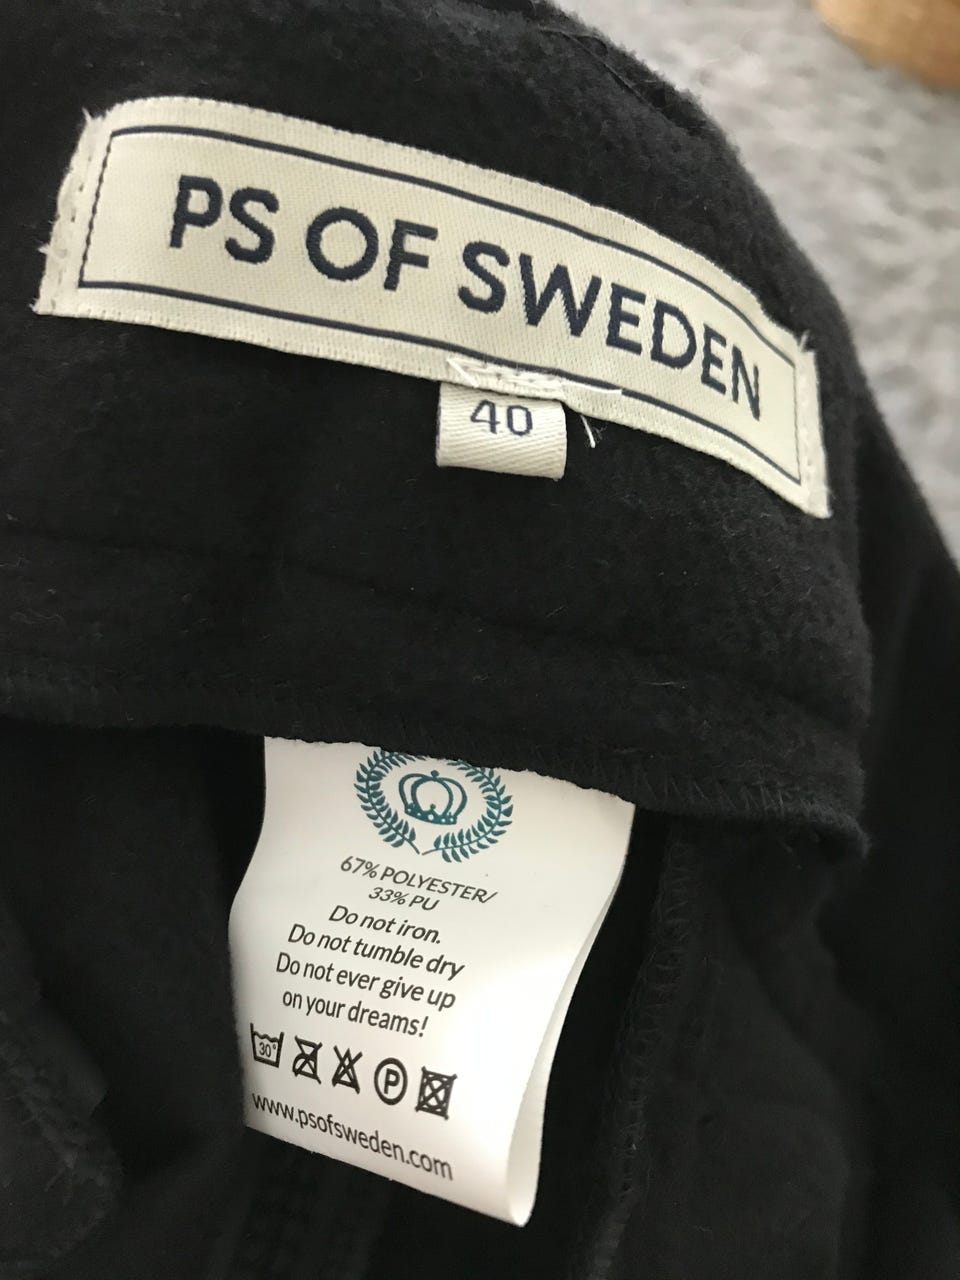 PS OF SWEDEN
40
67% POLYESTER/
33% PU
Do not iron.
Do not tumble dry
Do not ever give up
on your dreams!
30°
P
www.psofsweden.com